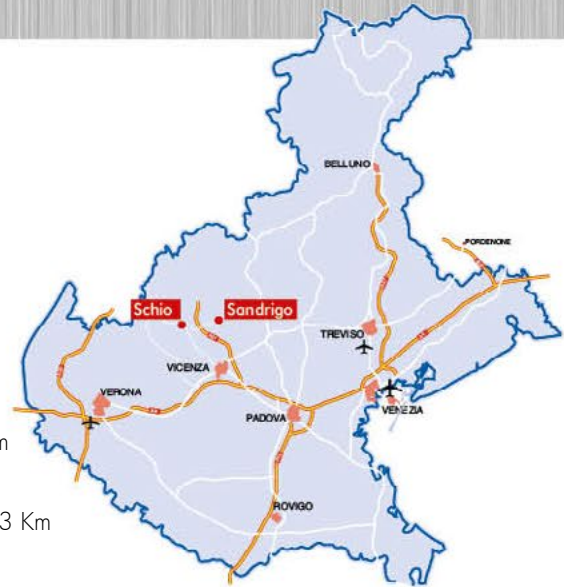 BELLUNO
PORDENONE
Schio
Sandrigo
TREVISO
VICENZA
VERONA
VENEZIA
PADOVA
m
3 Km
ROVIGO